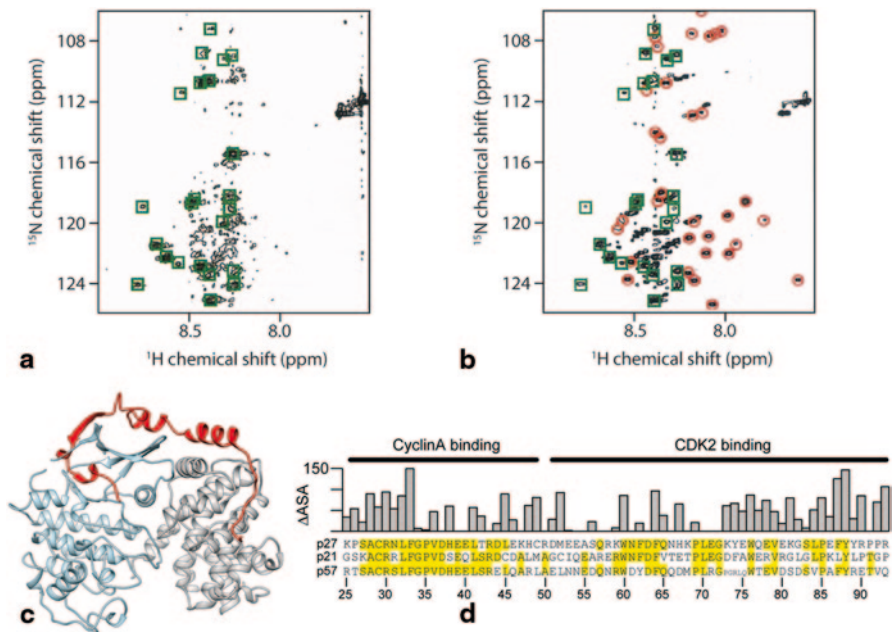 108
112
116
120
124
¹⁵N chemical shift (ppm)
8.5
8.0
¹H chemical shift (ppm)
a
108
112
116
120
124
¹⁵N chemical shift (ppm)
8.5
8.0
¹H chemical shift (ppm)
b
c
CyclinA binding
CDK2 binding
150
ΔASA
p27 KPSACRNLFGPVDHEELTRDLEKHCRDMEEASQRKWNFDFQNHKPLEGKYEWQEVEKGSLPEFYYRPPR
p21 GSKACRRLFGPVDSEQLSRDCDALMAGCIQEARERWNFDFVTETPLEGDFAWERVRGLGLPKLYLPTGP
p57 TSACRSLFGPVDHEELSRELQARLAELNNEDQNRWDYDFQQDMPLRGPGRLQWTEVDSDSVPAFYRETVQ
25 30 35 40 45 50 55 60 65 70 75 80 85 90
d